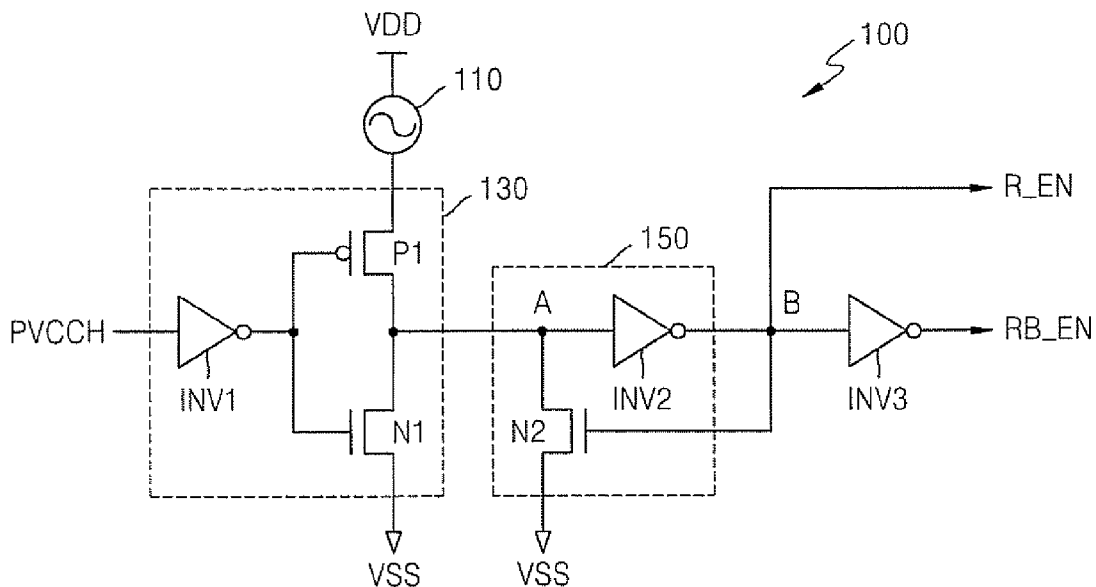 100
VDD
110
130
R_EN
P1
150
A
B
PVCCH
RB_EN
INV1
INV2
INV3
N1
N2
VSS
VSS